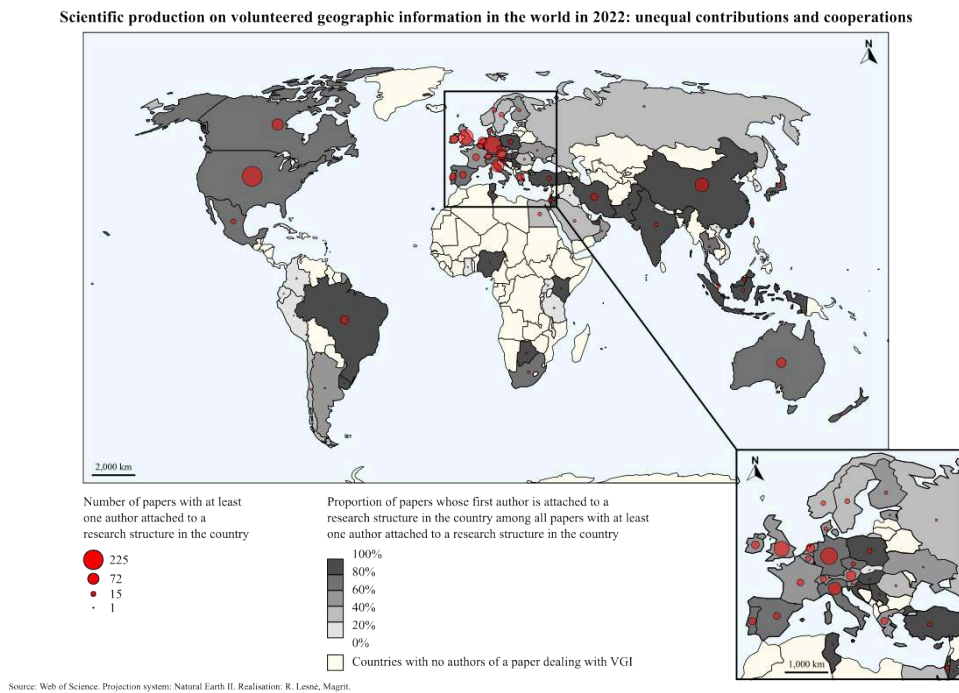 Scientific production on volunteered geographic information in the world in 2022: unequal contributions and cooperations
N
2,000 km
N
1,000 km
Number of papers with at least
one author attached to a
research structure in the country
225
72
15
1
Proportion of papers whose first author is attached to a
research structure in the country among all papers with at least
one author attached to a research structure in the country
100%
80%
60%
40%
20%
0%
Countries with no authors of a paper dealing with VGI
Source: Web of Science. Projection system: Natural Earth II. Realisation: R. Lesné, Magrit.